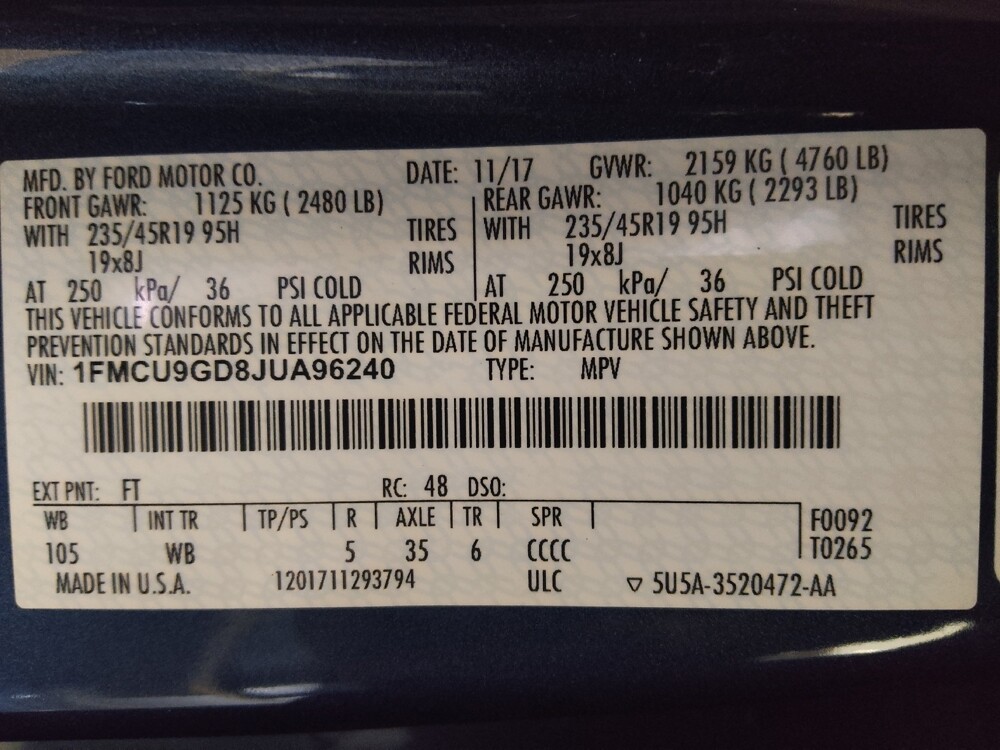 MFD. BY FORD MOTOR CO. DATE: 11/17 GVWR: 2159 KG ( 4760 LB)
FRONT GAWR: 1125 KG ( 2480 LB) REAR GAWR: 1040 KG ( 2293 LB)
WITH 235/45R19 95H TIRES WITH 235/45R19 95H TIRES
19x8J RIMS 19x8J RIMS
AT 250 kPa/ 36 PSI COLD AT 250 kPa/ 36 PSI COLD
THIS VEHICLE CONFORMS TO ALL APPLICABLE FEDERAL MOTOR VEHICLE SAFETY AND THEFT
PREVENTION STANDARDS IN EFFECT ON THE DATE OF MANUFACTURE SHOWN ABOVE.
VIN: 1FMCU9GD8JUA96240 TYPE: MPV
EXT PNT: FT RC: 48 DSO:
WB INT TR TP/PS R AXLE TR SPR F0092
105 WB 5 35 6 CCCC T0265
MADE IN U.S.A. 1201711293794 ULC ▽ 5U5A-3520472-AA